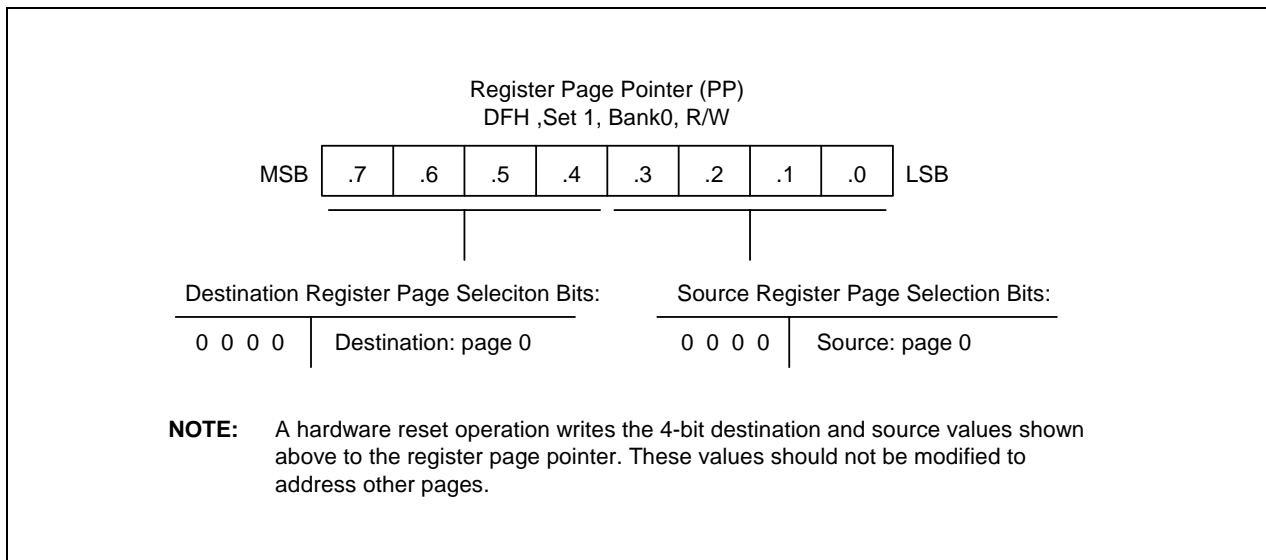 Register Page Pointer (PP)
DFH ,Set 1, Bank0, R/W
MSB .7 .6 .5 .4 .3 .2 .1 .0 LSB
Destination Register Page Seleciton Bits:
0 0 0 0 Destination: page 0
Source Register Page Selection Bits:
0 0 0 0 Source: page 0
NOTE: A hardware reset operation writes the 4-bit destination and source values shown
above to the register page pointer. These values should not be modified to
address other pages.